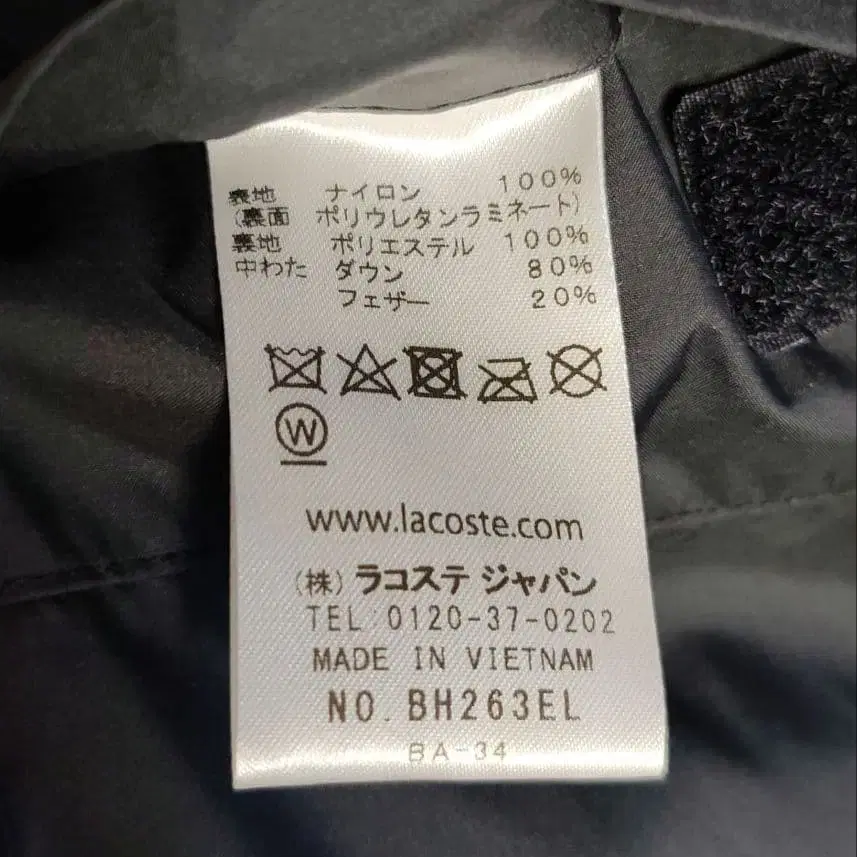 表地 ナイロン 100%
(裏面 ポリウレタンラミネート)
裏地 ポリエステル 100%
中わた ダウン 80%
フェザー 20%
W
www.lacoste.com
(株) ラコステ ジャパン
TEL:0120-37-0202
MADE IN VIETNAM
NO. BH263EL
BA-34